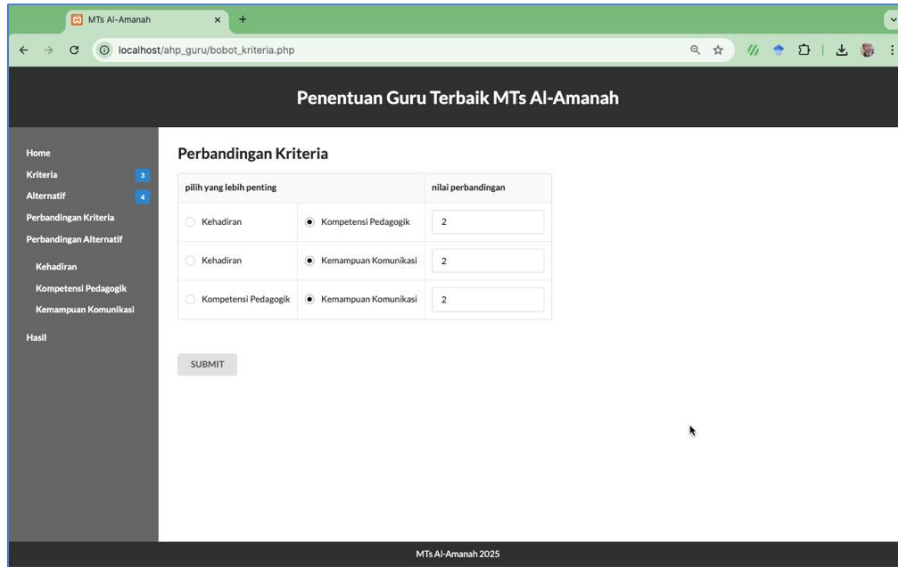 MTs Al-Amanah
localhost/ahp_guru/bobot_kriteria.php
Penentuan Guru Terbaik MTs Al-Amanah
Home
Kriteria 3
Alternatif 4
Perbandingan Kriteria
Perbandingan Alternatif
Kehadiran
Kompetensi Pedagogik
Kemampuan Komunikasi
Hasil
Perbandingan Kriteria
pilih yang lebih penting nilai perbandingan
Kehadiran Kompetensi Pedagogik 2
Kehadiran Kemampuan Komunikasi 2
Kompetensi Pedagogik Kemampuan Komunikasi 2
SUBMIT
MTs Al-Amanah 2025